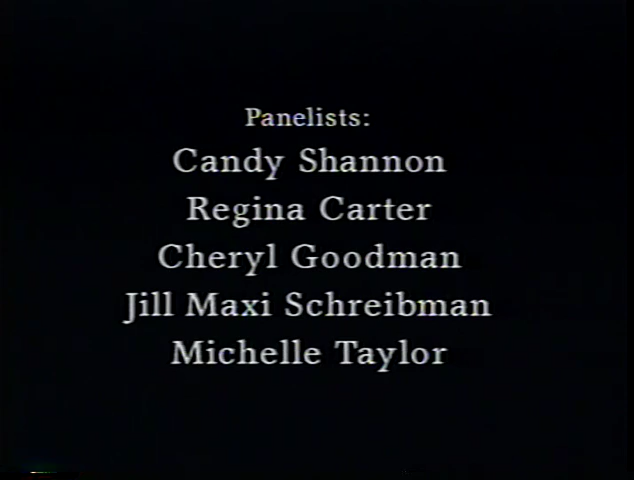 Panelists:
Candy Shannon
Regina Carter
Cheryl Goodman
Jill Maxi Schreibman
Michelle Taylor